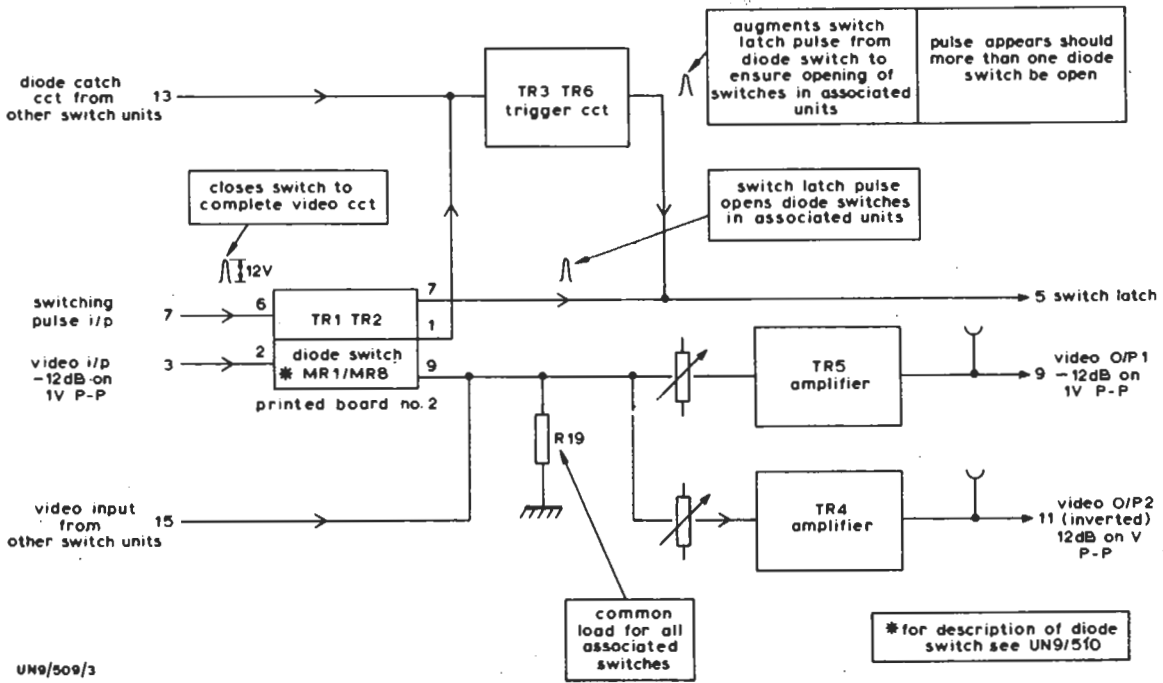 diode catch
cct from
other switch units
13
TR3 TR6
trigger cct
augments switch
latch pulse from
diode switch to
ensure opening of
switches in associated
units
pulse appears should
more than one diode
switch be open
closes switch to
complete video cct
12V
switch latch pulse
opens diode switches
in associated units
switching
pulse i/p
7
6
TR1 TR2
7
1
5 switch latch
video i/p
-12dB on
1V P-P
3
2
diode switch
✱ MR1/MR8
9
printed board no.2
TR5
amplifier
9
video O/P1
-12dB on
1V P-P
R19
video input
from
other switch units
15
TR4
amplifier
11
video O/P2
(inverted)
12dB on V
P-P
common
load for all
associated
switches
✱for description of diode
switch see UN9/510
UN9/509/3